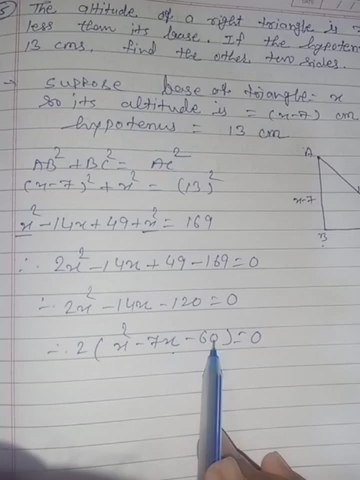 5 The altitude of a right triangle is 7
less than its base. If the hypoten
13 cms, find the other two sides.
→ Suppose base of triangle = x
So its altitude is = (x-7) cm
hypotenus = 13 cm
AB² + BC² = AC²
(x-7)² + x² = (13)²
x² - 14x + 49 + x² = 169
∴ 2x² - 14x + 49 - 169 = 0
∴ 2x² - 14x - 120 = 0
∴ 2 ( x² - 7x - 60 ) = 0
A
x-7
B